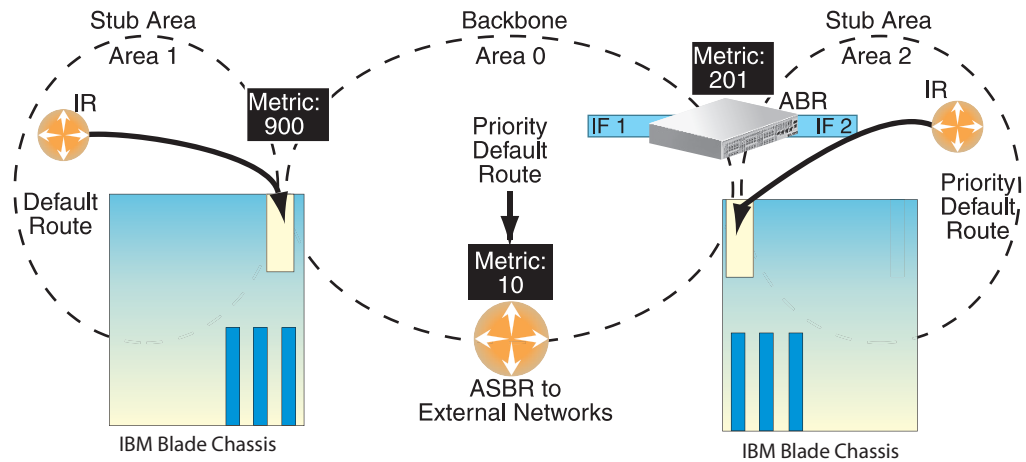 Stub Area
Area 1
IR
Metric:
900
Default
Route
IBM Blade Chassis
Backbone
Area 0
Priority
Default
Route
Metric:
10
ASBR to
External Networks
Metric:
201
ABR
IF 1
IF 2
Stub Area
Area 2
IR
Priority
Default
Route
IBM Blade Chassis